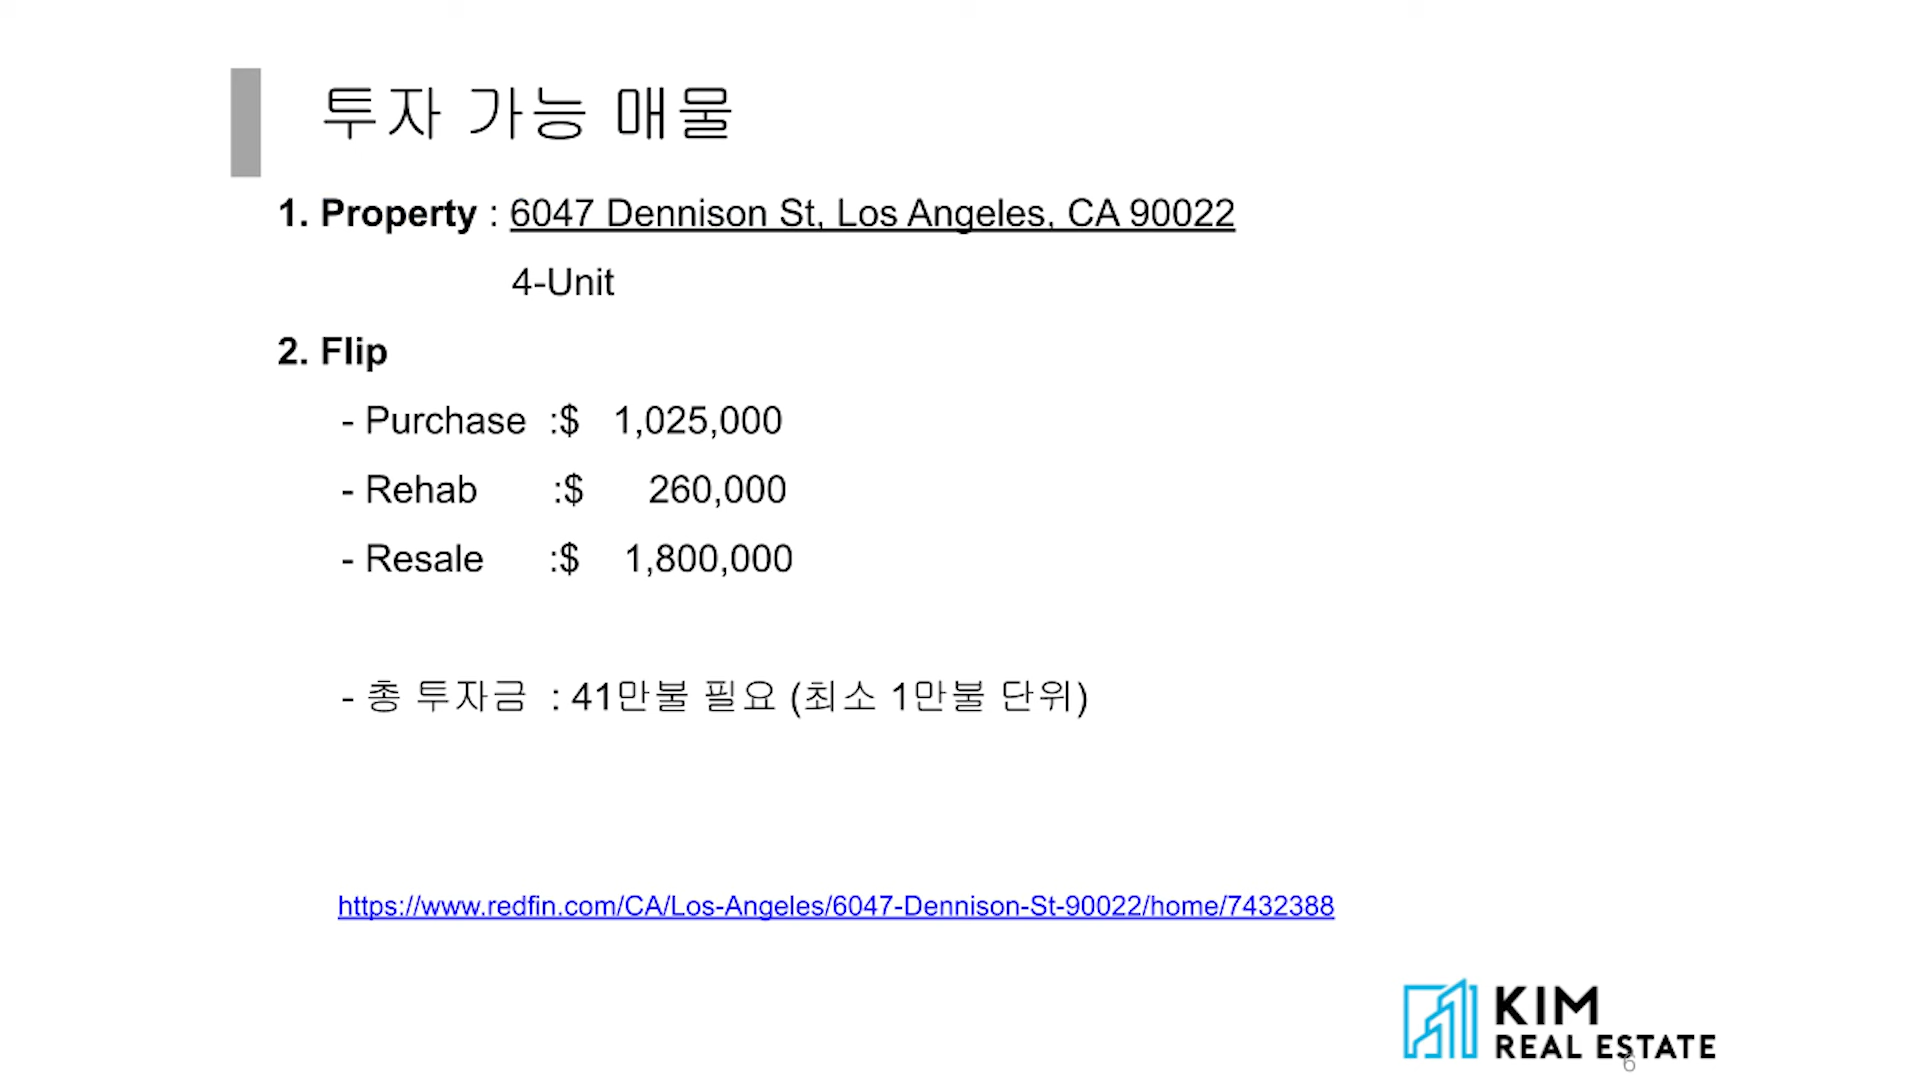 투자 가능 매물
1. Property : 6047 Dennison St, Los Angeles, CA 90022
4-Unit
2. Flip
- Purchase :$ 1,025,000
- Rehab :$ 260,000
- Resale :$ 1,800,000
- 총 투자금 : 41만불 필요 (최소 1만불 단위)
https://www.redfin.com/CA/Los-Angeles/6047-Dennison-St-90022/home/7432388
KIM
REAL ESTATE
6